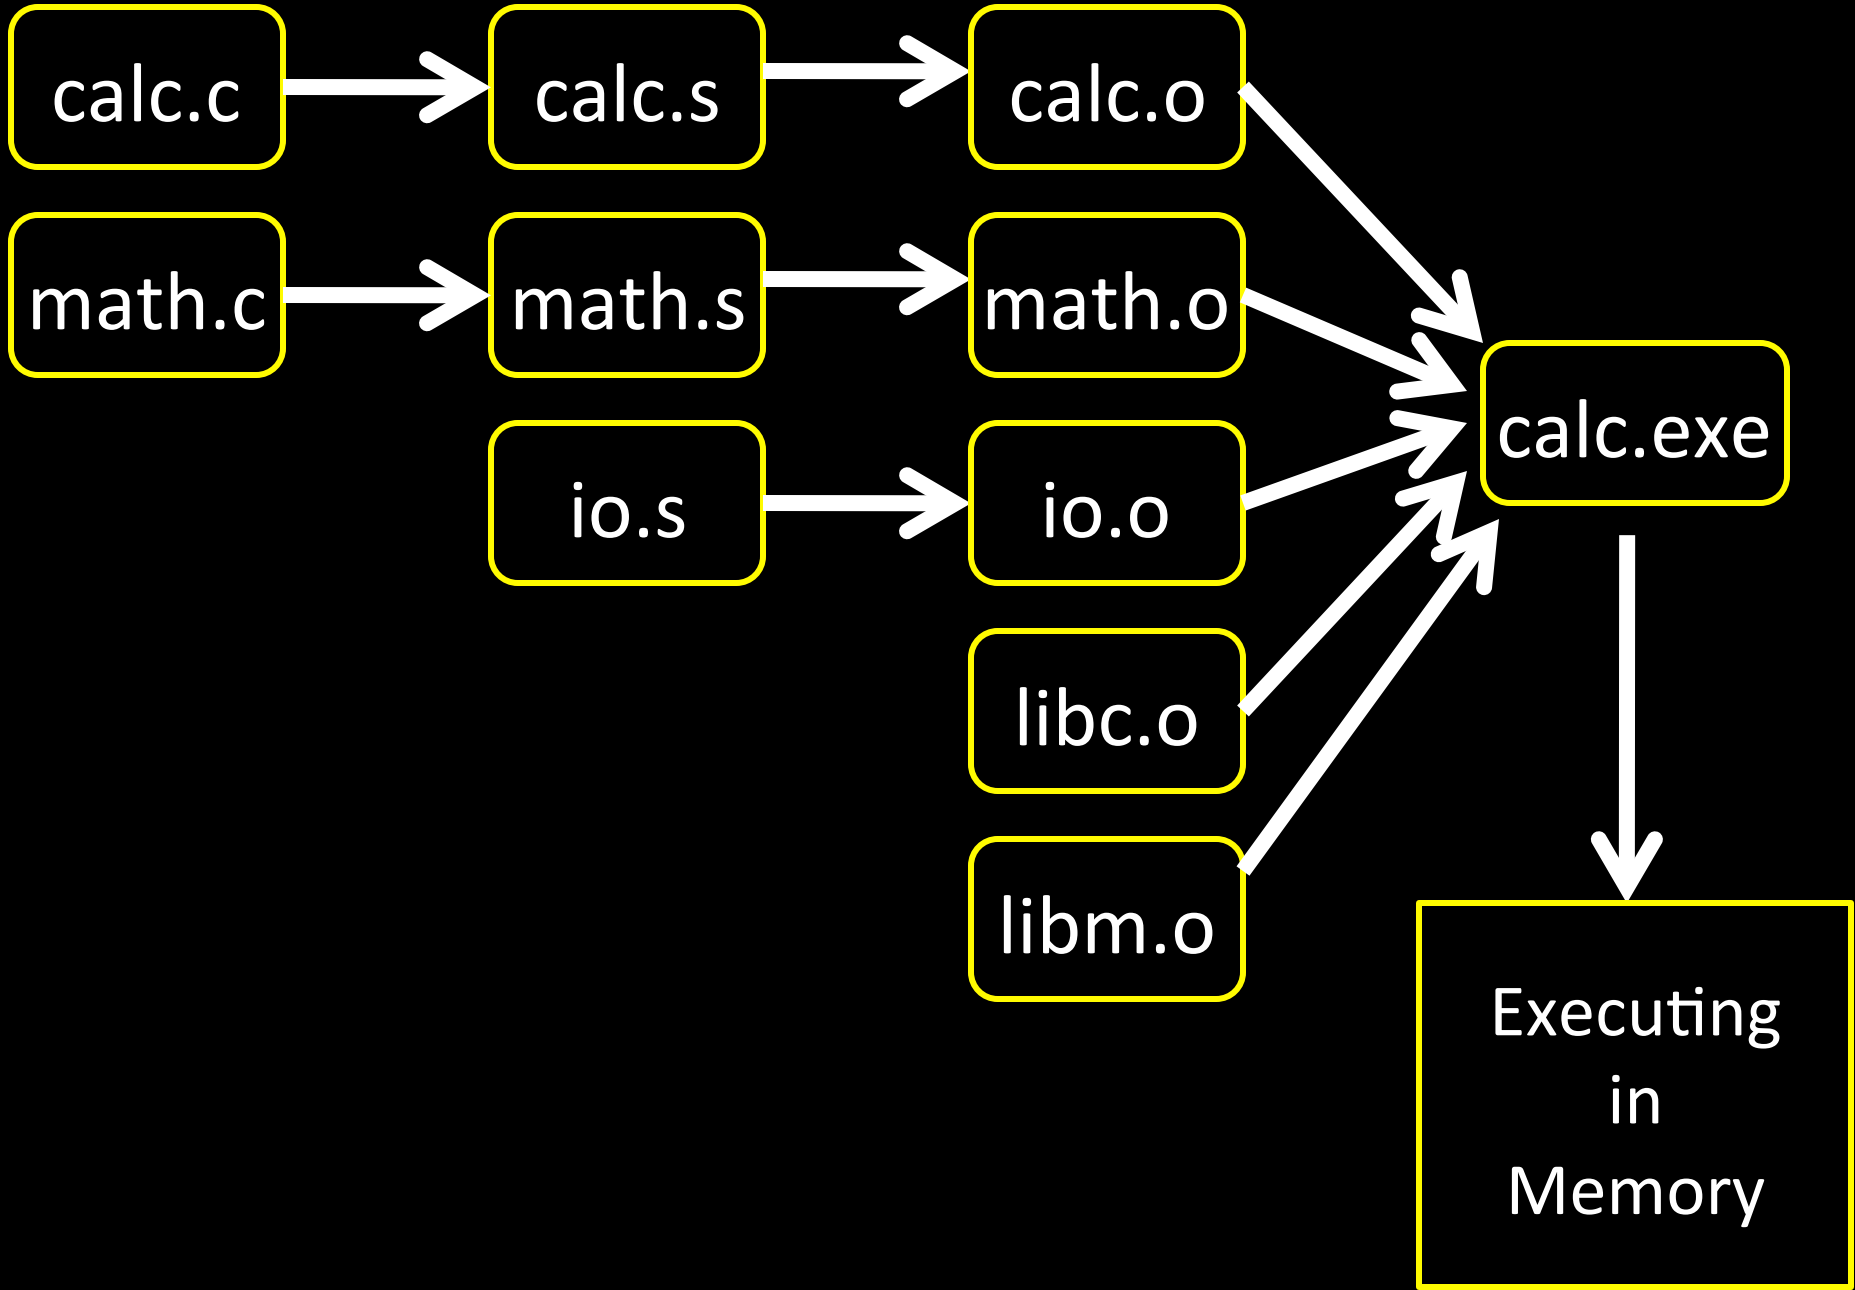 calc.c
calc.s
calc.o
math.c
math.s
math.o
calc.exe
io.s
io.o
libc.o
libm.o
Executing
in
Memory